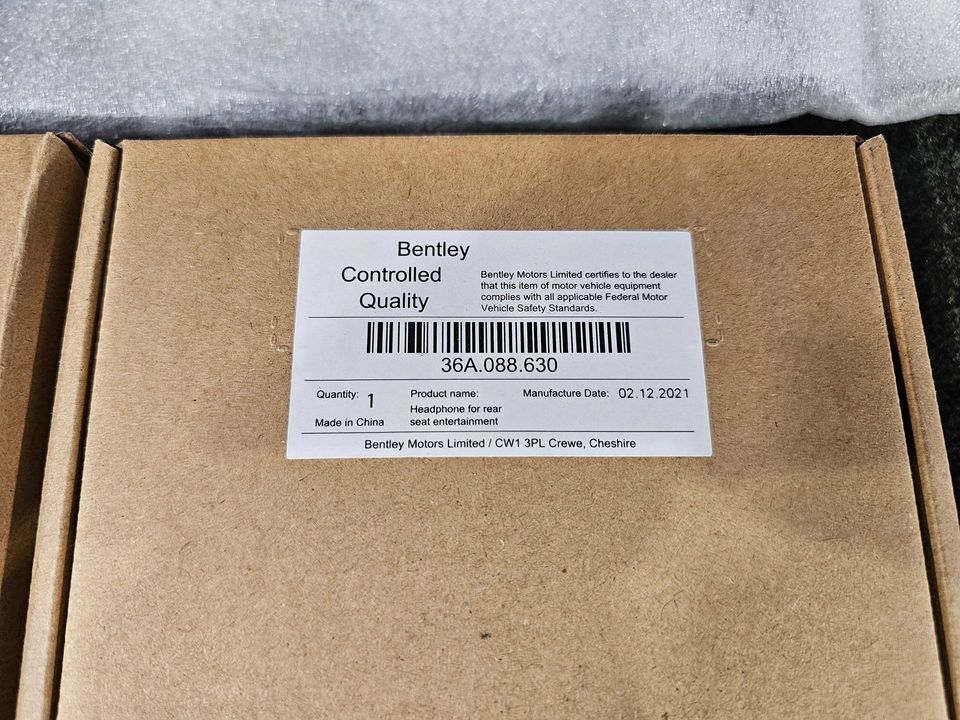 Bentley
Controlled
Quality
Bentley Motors Limited certifies to the dealer
that this item of motor vehicle equipment
complies with all applicable Federal Motor
Vehicle Safety Standards.
36A.088.630
Quantity: 1
Made in China
Product name:
Headphone for rear
seat entertainment
Manufacture Date: 02.12.2021
Bentley Motors Limited / CW1 3PL Crewe, Cheshire